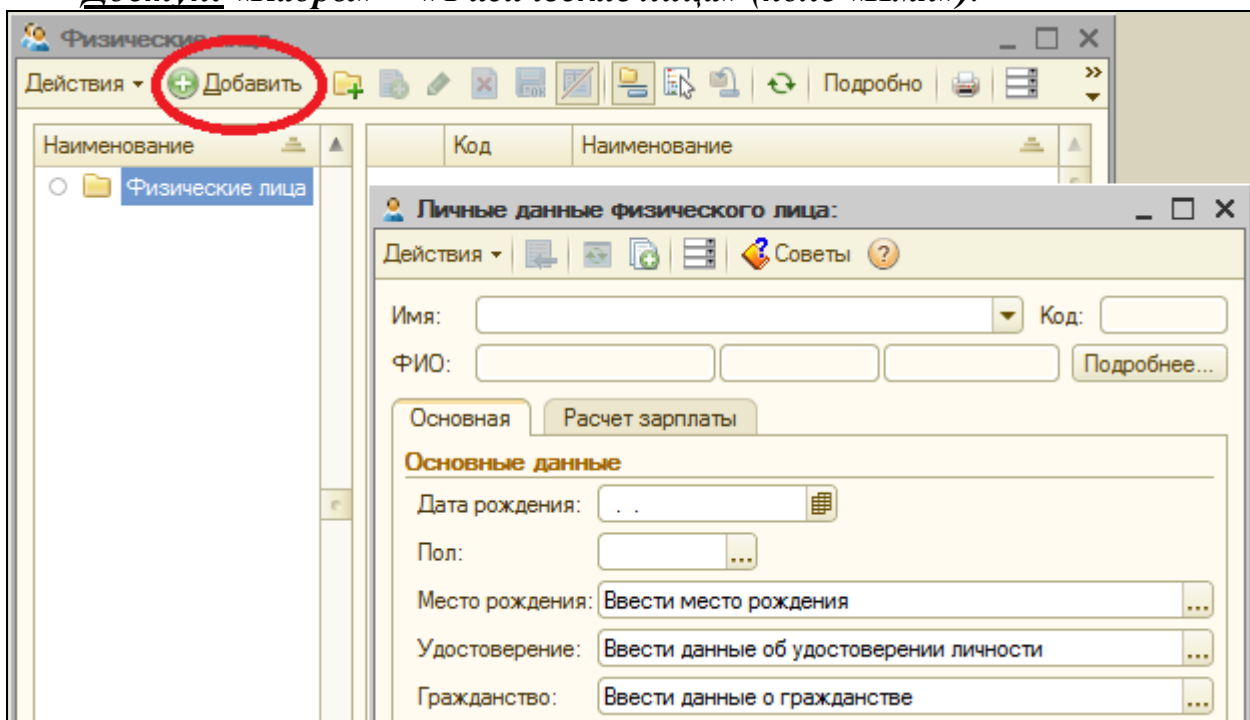 Физические лица
Действия Добавить Подробно
Наименование
Физические лица
Код Наименование
Личные данные физического лица:
Действия Советы
Имя: Код:
ФИО: Подробнее...
Основная Расчет зарплаты
Основные данные
Дата рождения: . .
Пол: ...
Место рождения: Ввести место рождения ...
Удостоверение: Ввести данные об удостоверении личности ...
Гражданство: Ввести данные о гражданстве ...